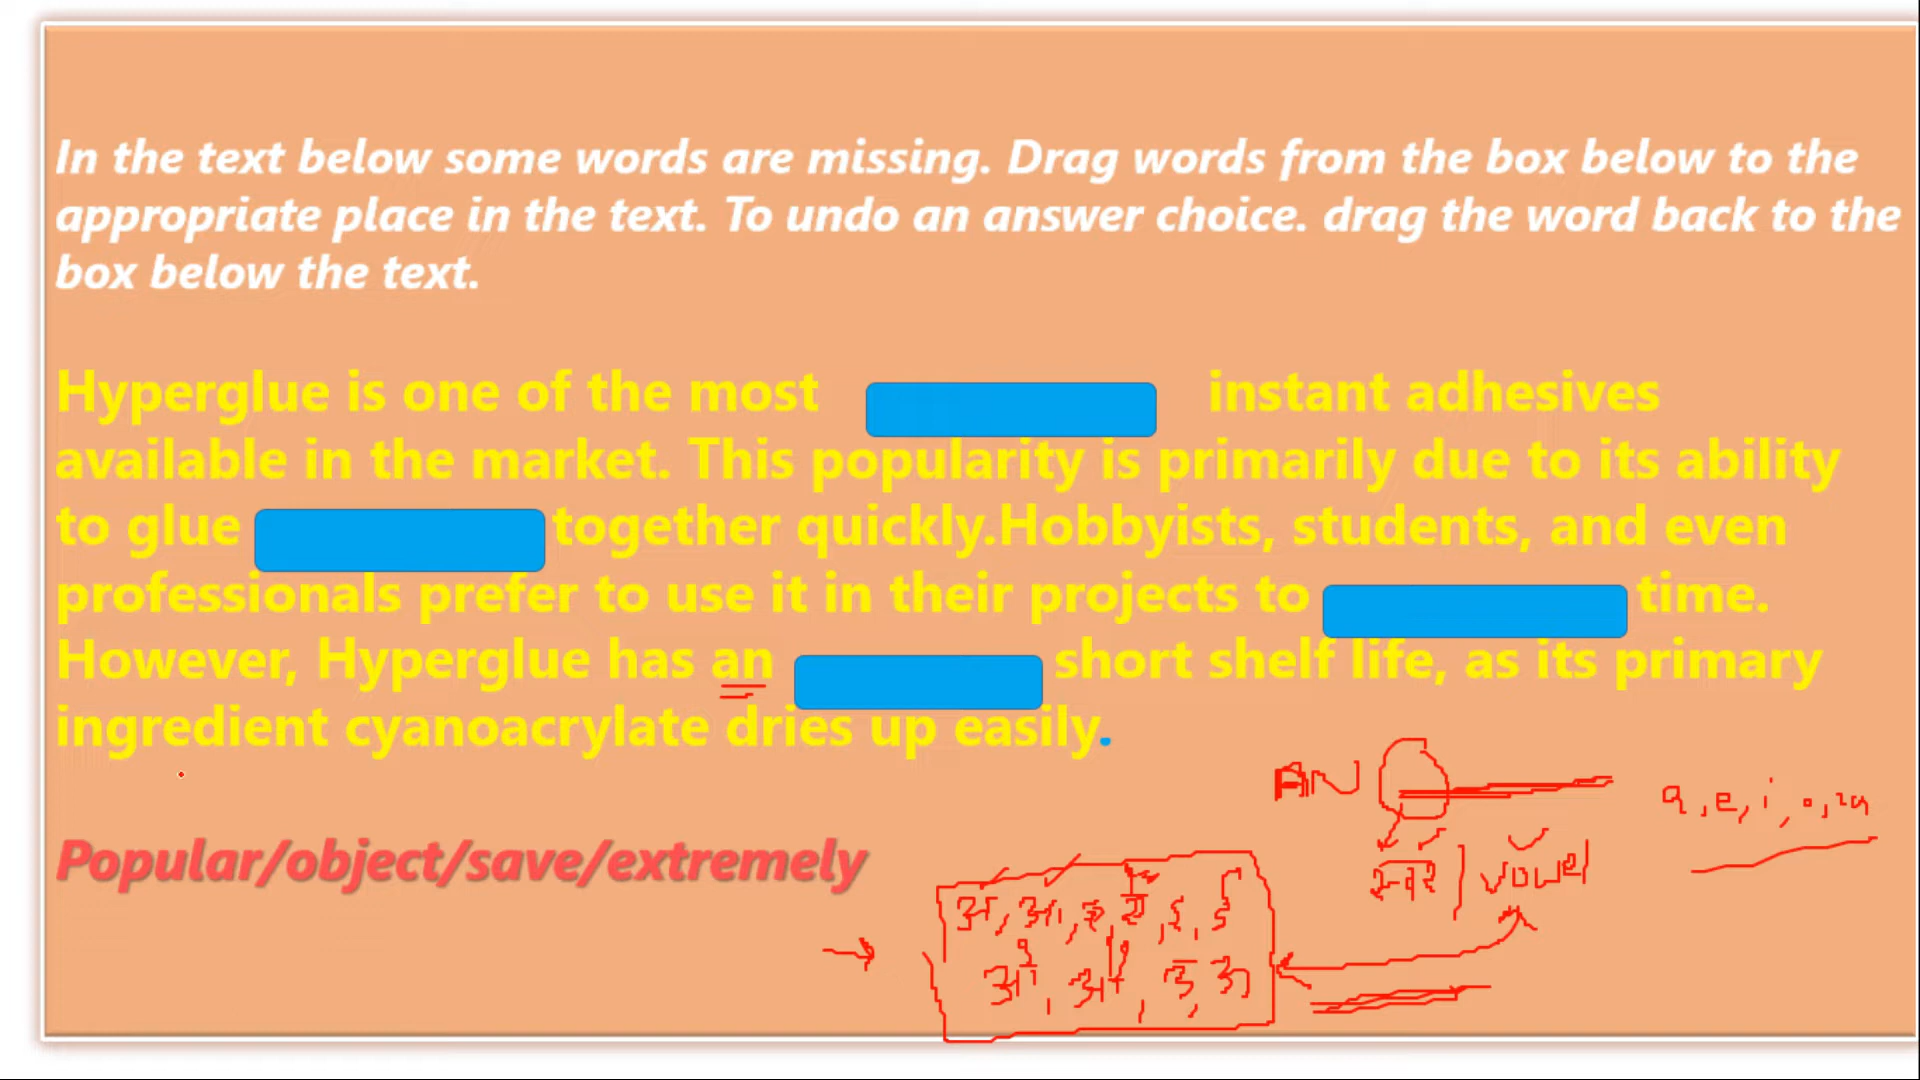 In the text below some words are missing. Drag words from the box below to the
appropriate place in the text. To undo an answer choice. drag the word back to the
box below the text.
Hyperglue is one of the most instant adhesives
available in the market. This popularity is primarily due to its ability
to glue together quickly.Hobbyists, students, and even
professionals prefer to use it in their projects to time.
However, Hyperglue has an short shelf life, as its primary
ingredient cyanoacrylate dries up easily.
AN
a, e, i, o, u
Popular/object/save/extremely
स्वर | vowel